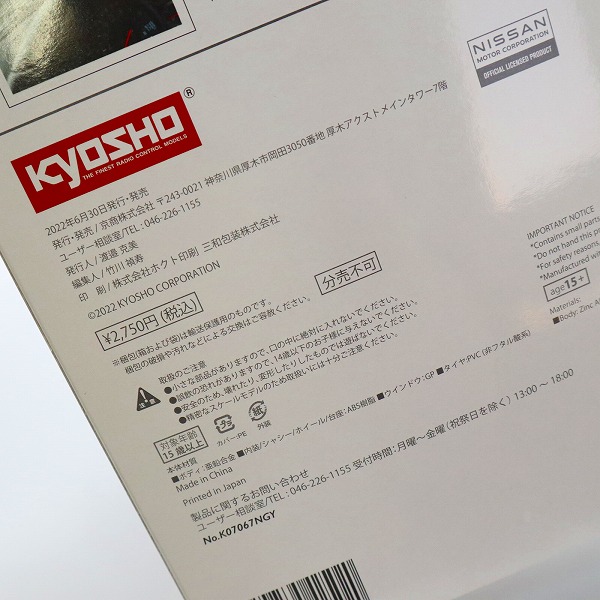 NISSAN
MOTOR CORPORATION
OFFICIAL LICENSED PRODUCT
KYOSHO®
THE FINEST RADIO CONTROL MODELS
2022年6月30日発行・発売
発行・発売 / 京商株式会社 〒243-0021 神奈川県厚木市岡田3050番地 厚木アクストメインタワー7階
ユーザー相談室/TEL : 046-226-1155
発行人 / 渡邉 克美
編集人 / 竹川 禎寿
印 刷 / 株式会社ホクト印刷 三和包装株式会社
©2022 KYOSHO CORPORATION
分売不可
¥2,750円(税込)
※梱包(箱および袋)は輸送保護用のものです。
梱包の破損や汚れなどによる交換はご容赦ください。
取扱のご注意
注意
●小さな部品がありますので、口の中に絶対に入れないでください。
●誤飲の恐れがありますので、14歳以下のお子様に与えないでください。
●安全のため、壊れたり、変形したりしたものでは遊ばないでください。
●精密なスケールモデルのため取扱いには十分ご注意ください。
プラ
カバー:PE
紙
外装
対象年齢
15歳以上
本体材質
■ボディ:亜鉛合金 ■内装/シャシー/ホイール/台座:ABS樹脂 ■ウインドウ:GP ■タイヤ:PVC (非フタル酸系)
Made in China
Printed in Japan
製品に関するお問い合わせ
ユーザー相談室/TEL : 046-226-1155 受付時間:月曜〜金曜(祝祭日を除く) 13:00 〜 18:00
No.K07067NGY
IMPORTANT NOTICE
*Contains small parts
*Do not hand this p
*For safety reasons,
*Manufactured wi
age 15+
Materials:
■Body: Zinc A